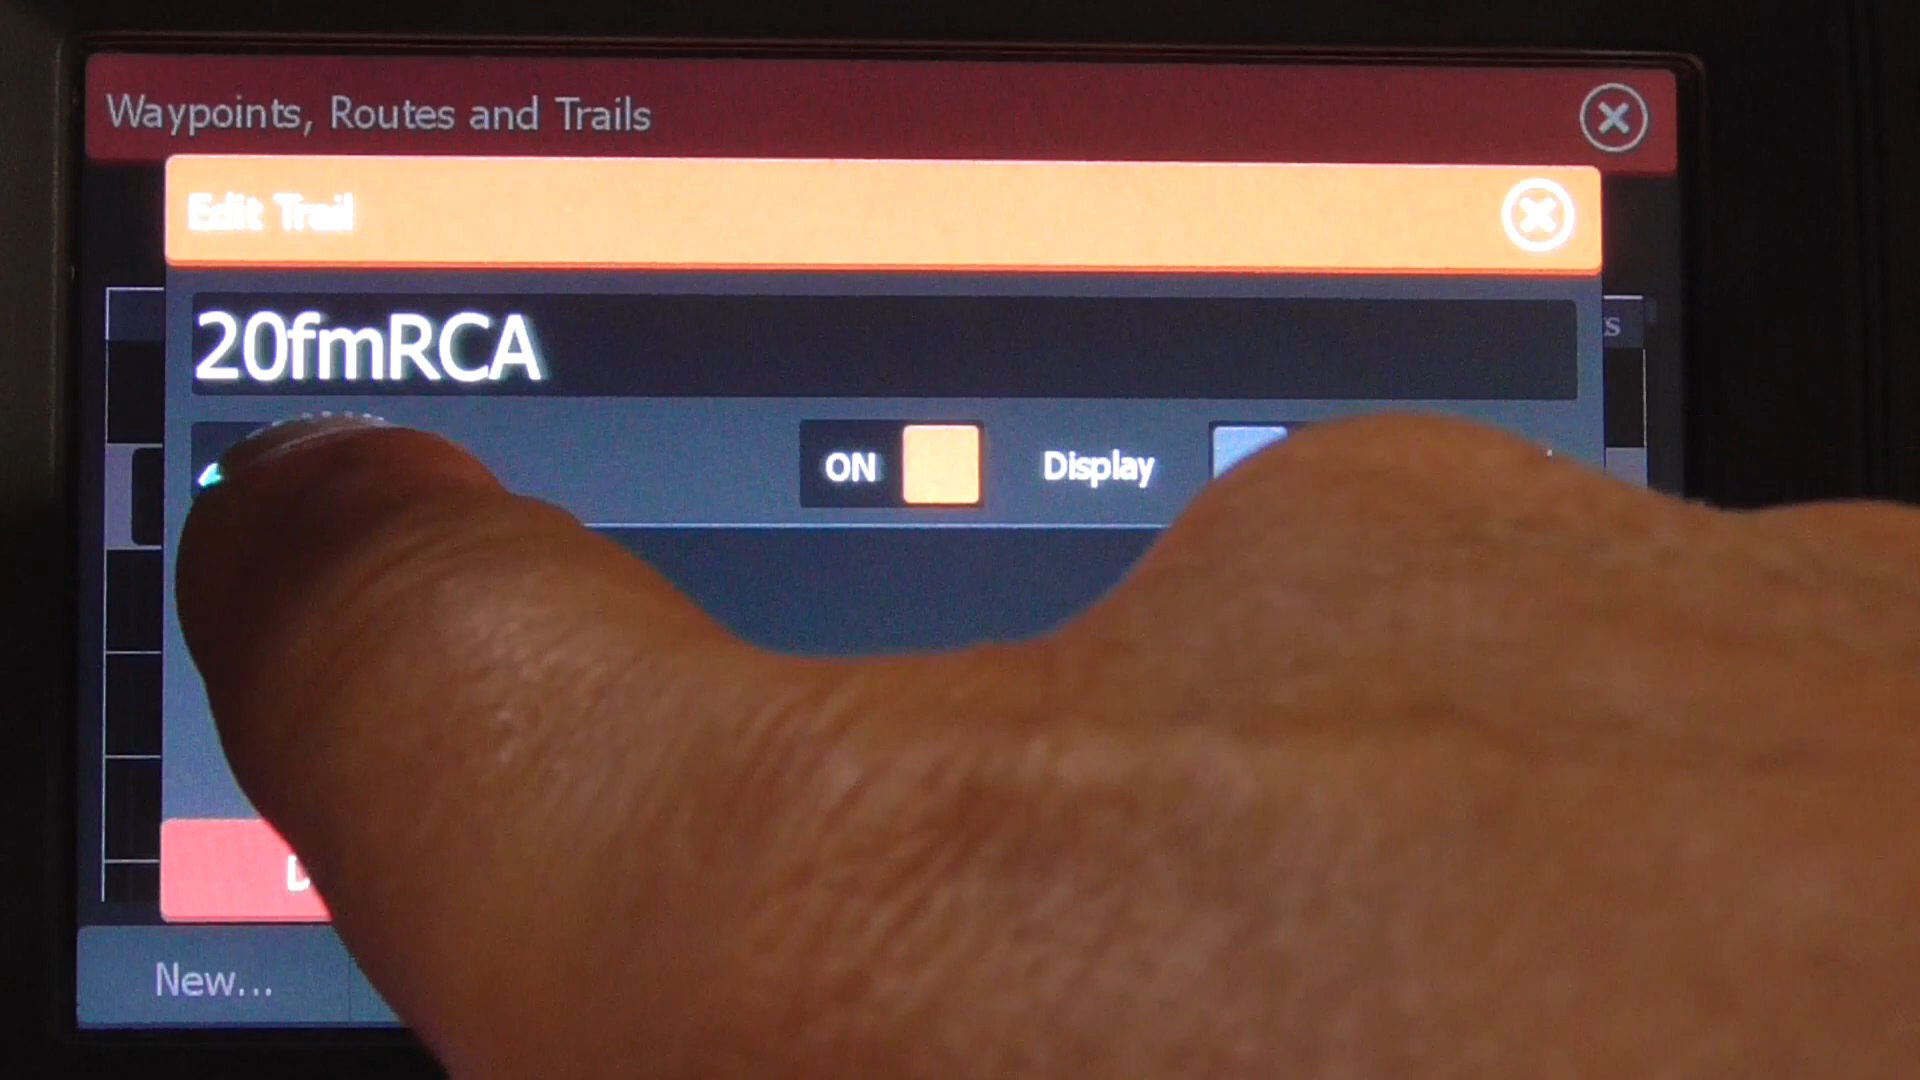 Waypoints, Routes and Trails
Edit Trail
20fmRCA
ON Display
New...